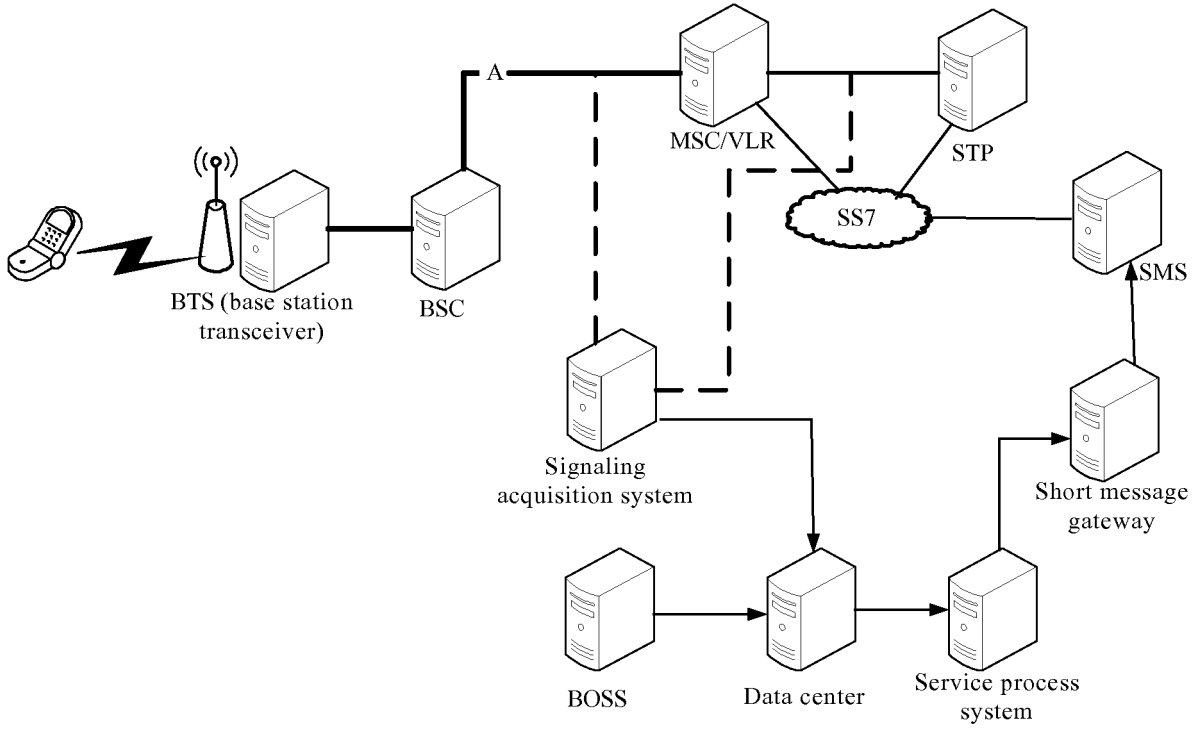 A
MSC/VLR
STP
SS7
BTS (base station
transceiver)
BSC
SMS
Signaling
acquisition system
Short message
gateway
BOSS
Data center
Service process
system